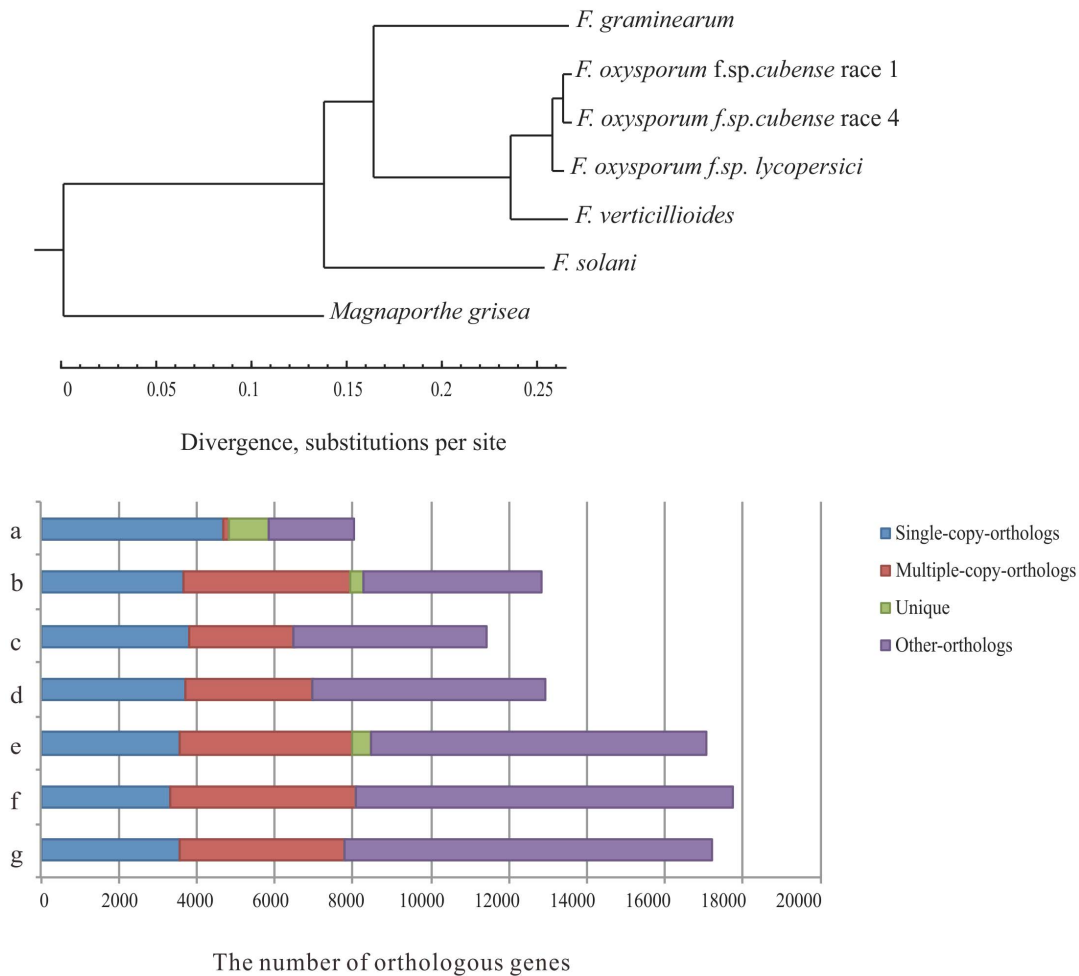 F. graminearum
F. oxysporum f.sp.cubense race 1
F. oxysporum f.sp.cubense race 4
F. oxysporum f.sp. lycopersici
F. verticillioides
F. solani
Magnaporthe grisea
0 0.05 0.1 0.15 0.2 0.25
Divergence, substitutions per site
a
b
c
d
e
f
g
Single-copy-orthologs
Multiple-copy-orthologs
Unique
Other-orthologs
0 2000 4000 6000 8000 10000 12000 14000 16000 18000 20000
The number of orthologous genes